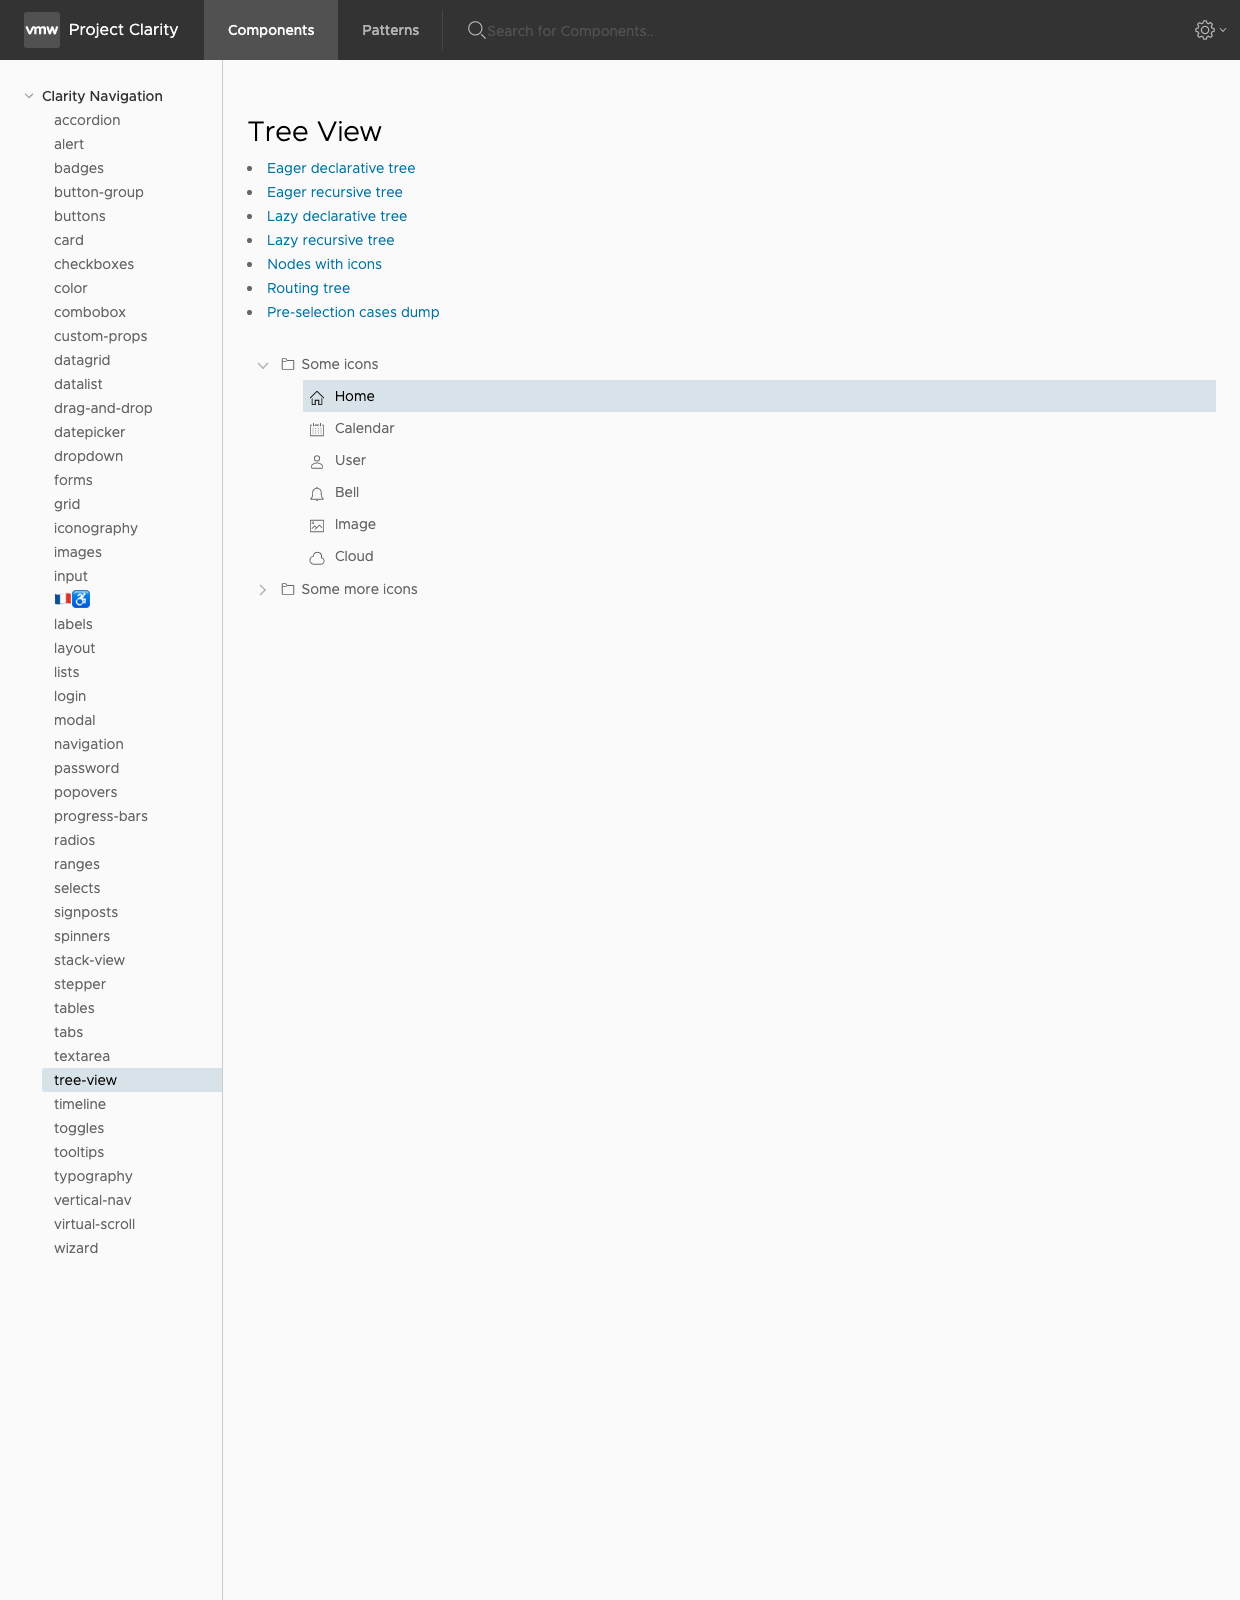 vmw Project Clarity Components Patterns Search for Components..
Clarity Navigation
accordion
alert
badges
button-group
buttons
card
checkboxes
color
combobox
custom-props
datagrid
datalist
drag-and-drop
datepicker
dropdown
forms
grid
iconography
images
input
🇫🇷♿
labels
layout
lists
login
modal
navigation
password
popovers
progress-bars
radios
ranges
selects
signposts
spinners
stack-view
stepper
tables
tabs
textarea
tree-view
timeline
toggles
tooltips
typography
vertical-nav
virtual-scroll
wizard
Tree View
Eager declarative tree
Eager recursive tree
Lazy declarative tree
Lazy recursive tree
Nodes with icons
Routing tree
Pre-selection cases dump
Some icons
Home
Calendar
User
Bell
Image
Cloud
Some more icons